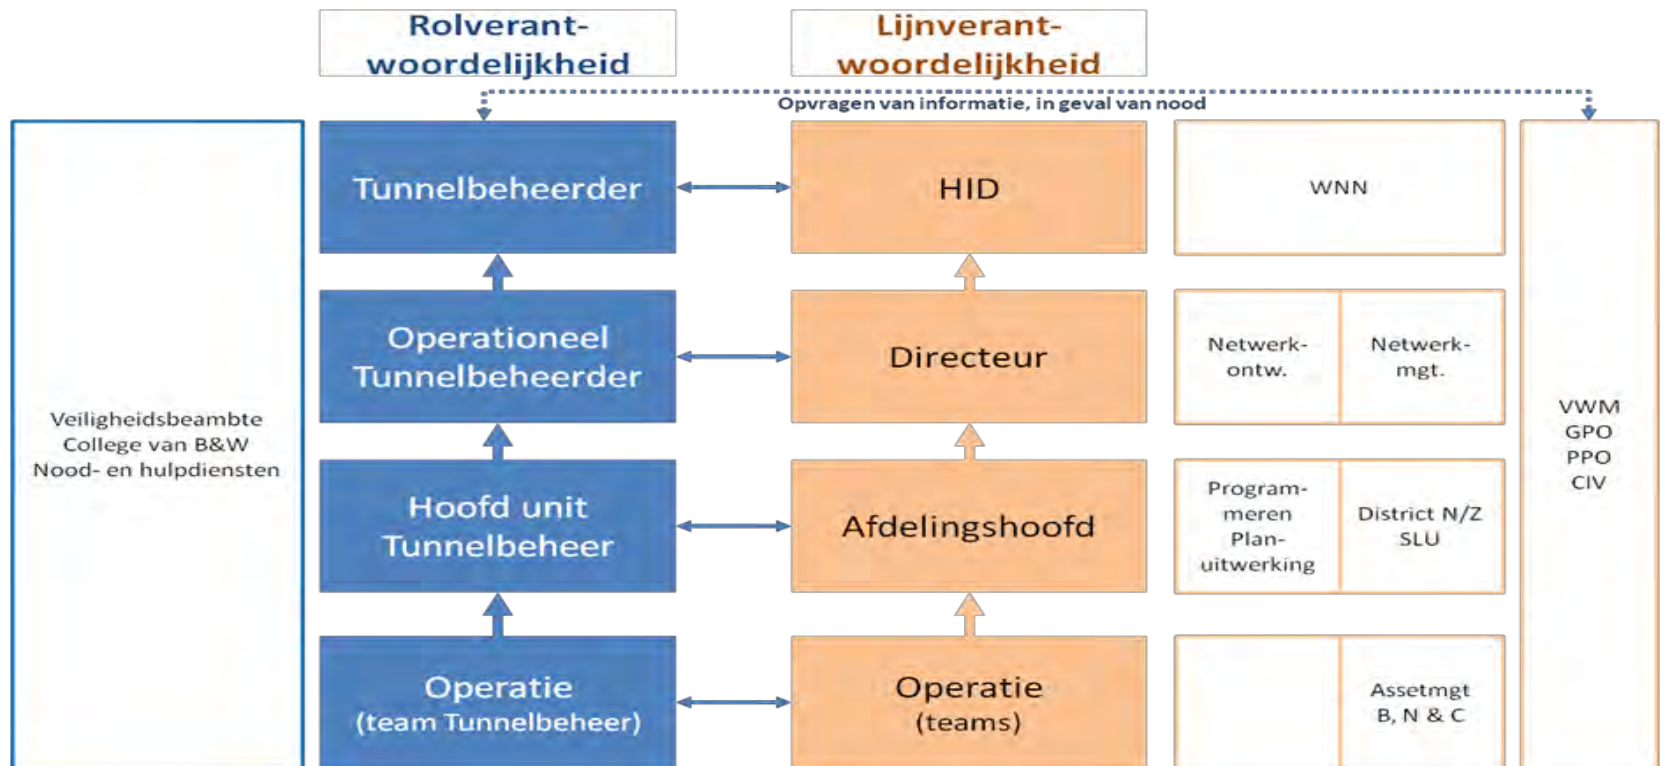 Rolverant-
woordelijkheid
Lijnverant-
woordelijkheid
Opvragen van informatie, in geval van nood
Veiligheidsbeambte
College van B&W
Nood- en hulpdiensten
Tunnelbeheerder
HID
WNN
Operationeel
Tunnelbeheerder
Directeur
Netwerk-
ontw.
Netwerk-
mgt.
Hoofd unit
Tunnelbeheer
Afdelingshoofd
Program-
meren
Plan-
uitwerking
District N/Z
SLU
Operatie
(team Tunnelbeheer)
Operatie
(teams)
Assetmgt
B, N & C
VWM
GPO
PPO
CIV